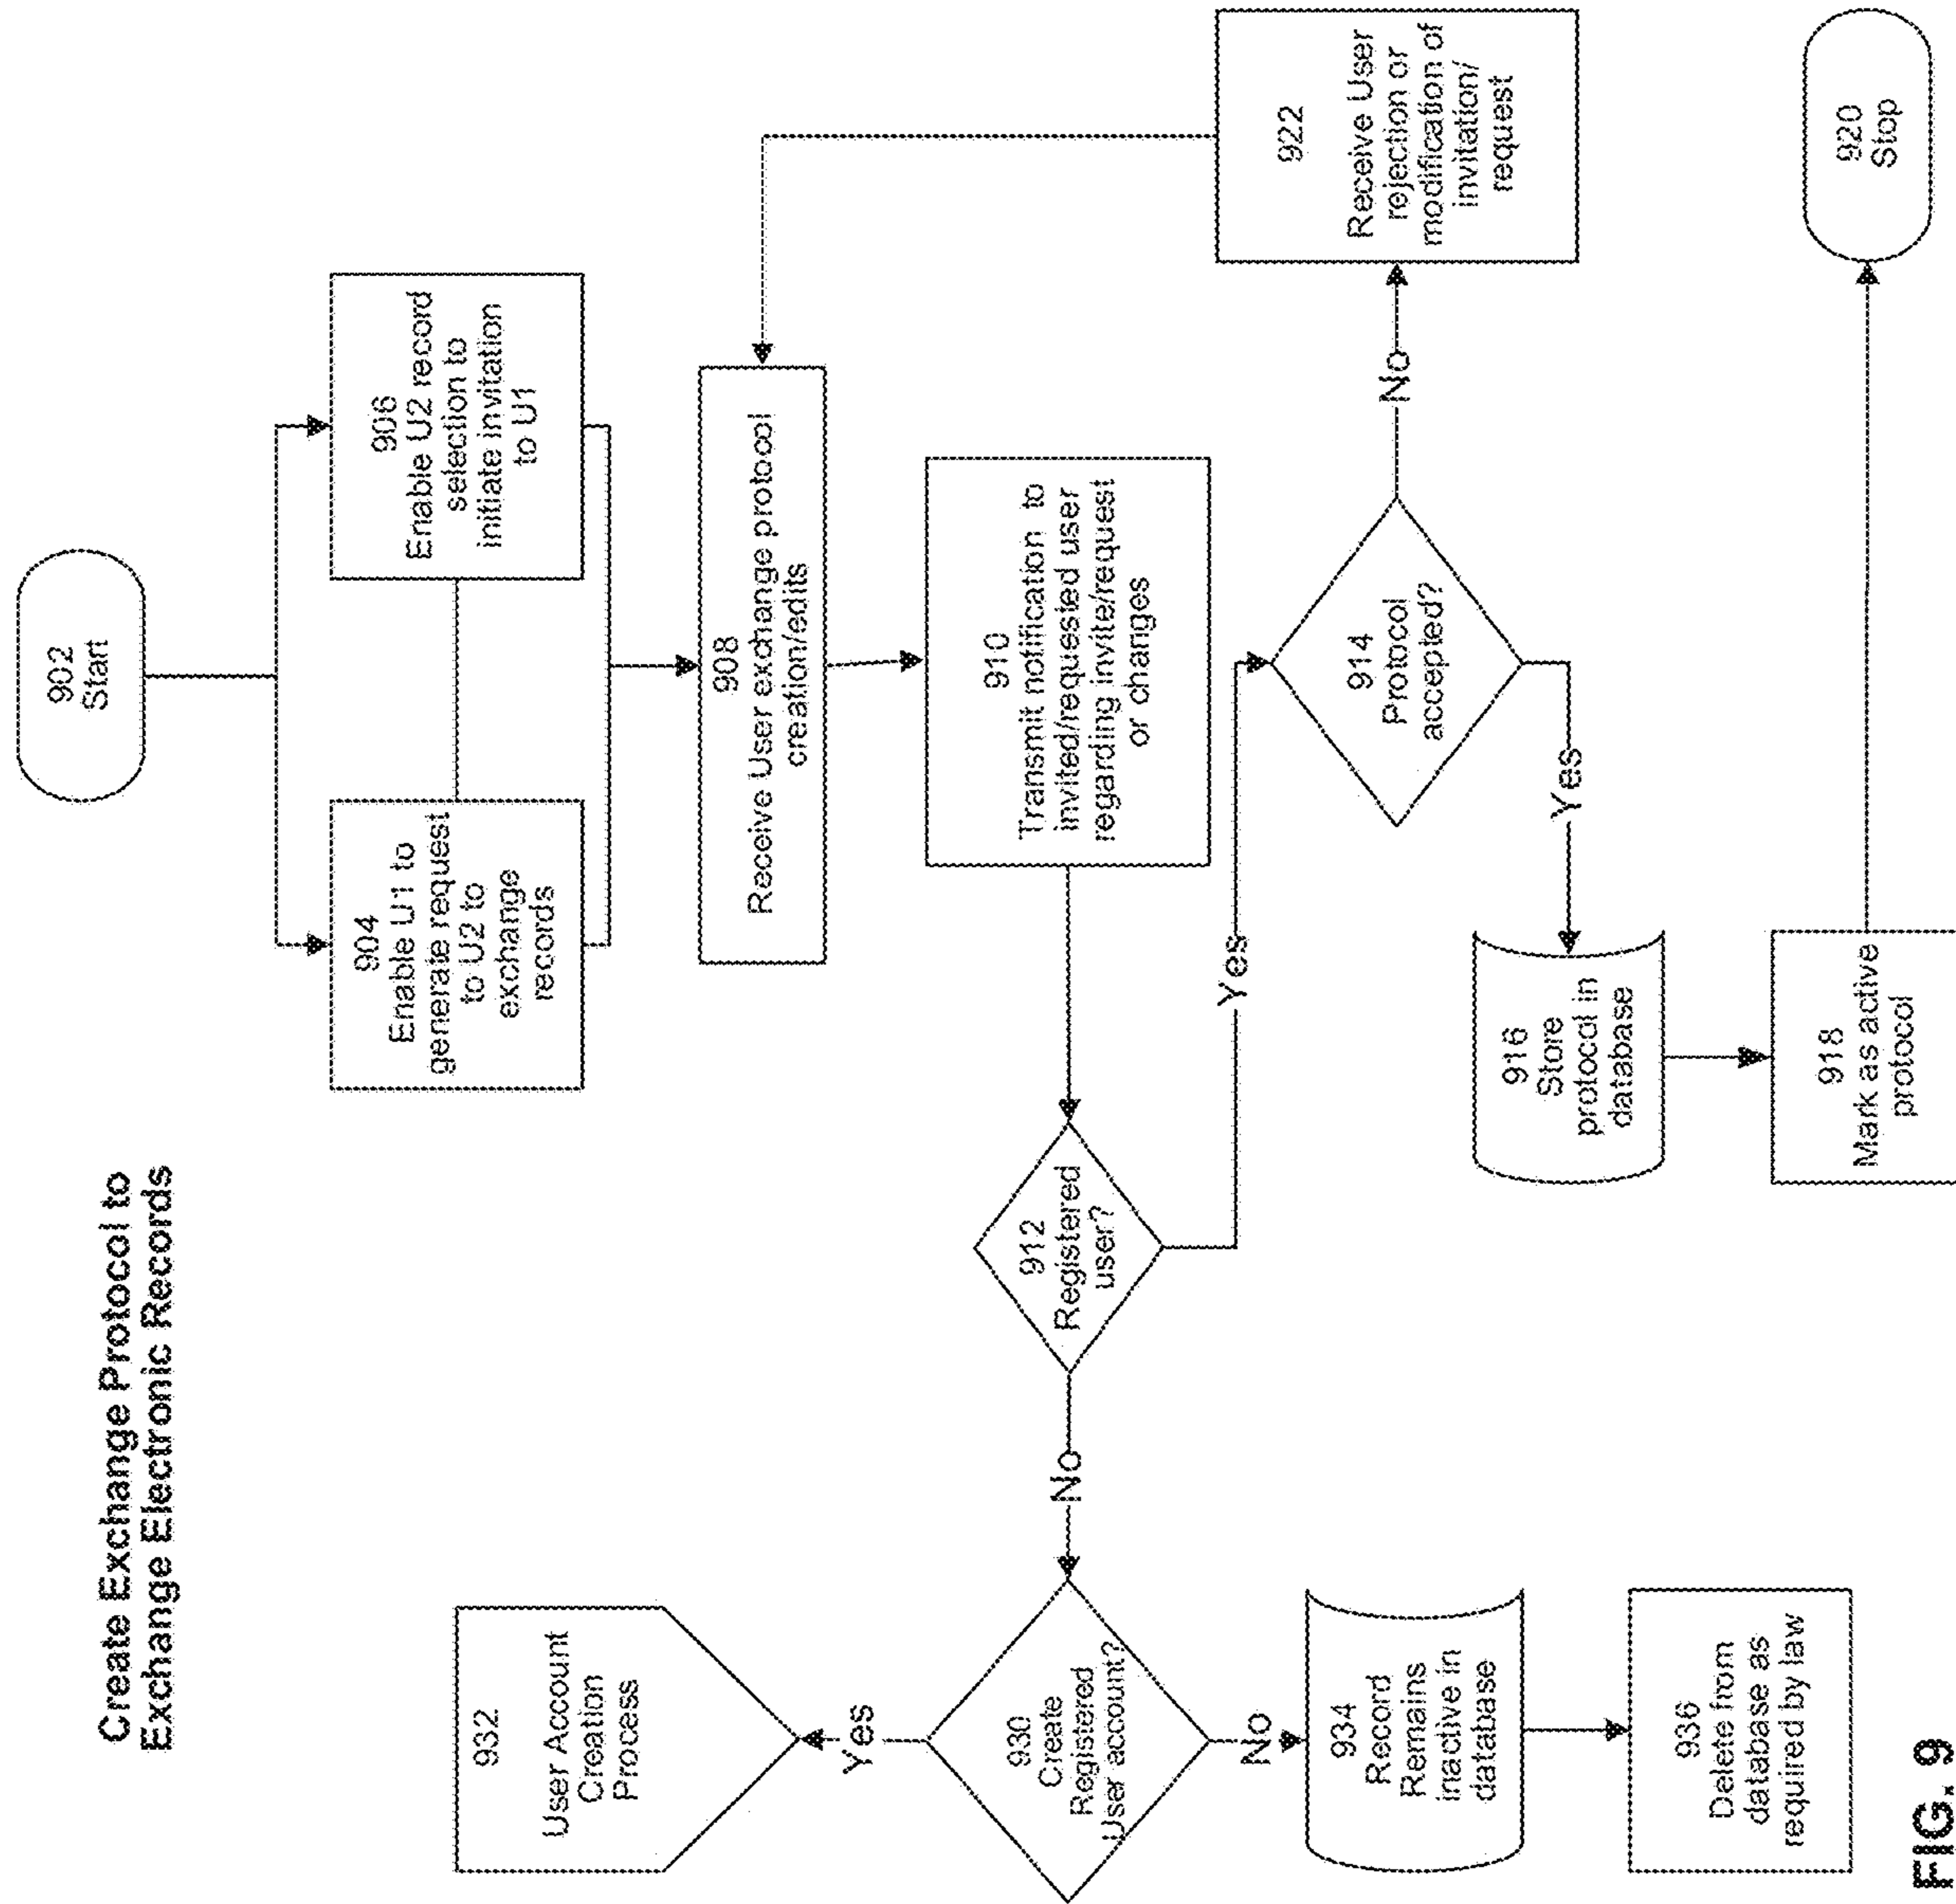 Create Exchange Protocol to
Exchange Electronic Records
902
Start
904
Enable U1 to
generate request
to U2 to
exchange
records
906
Enable U2 record
selection to
initiate invitation
to U1
908
Receive User exchange protocol
creation/edits
910
Transmit notification to
invited/requested user
regarding invite/request
or changes
912
Registered
user?
Yes
No
914
Protocol
accepted?
No
Yes
922
Receive User
rejection or
modification of
invitation/
request
916
Store
protocol in
database
918
Mark as active
protocol
920
Stop
930
Create
Registered
User account?
Yes
No
932
User Account
Creation
Process
934
Record
Remains
inactive in
database
936
Delete from
database as
required by law
FIG. 9